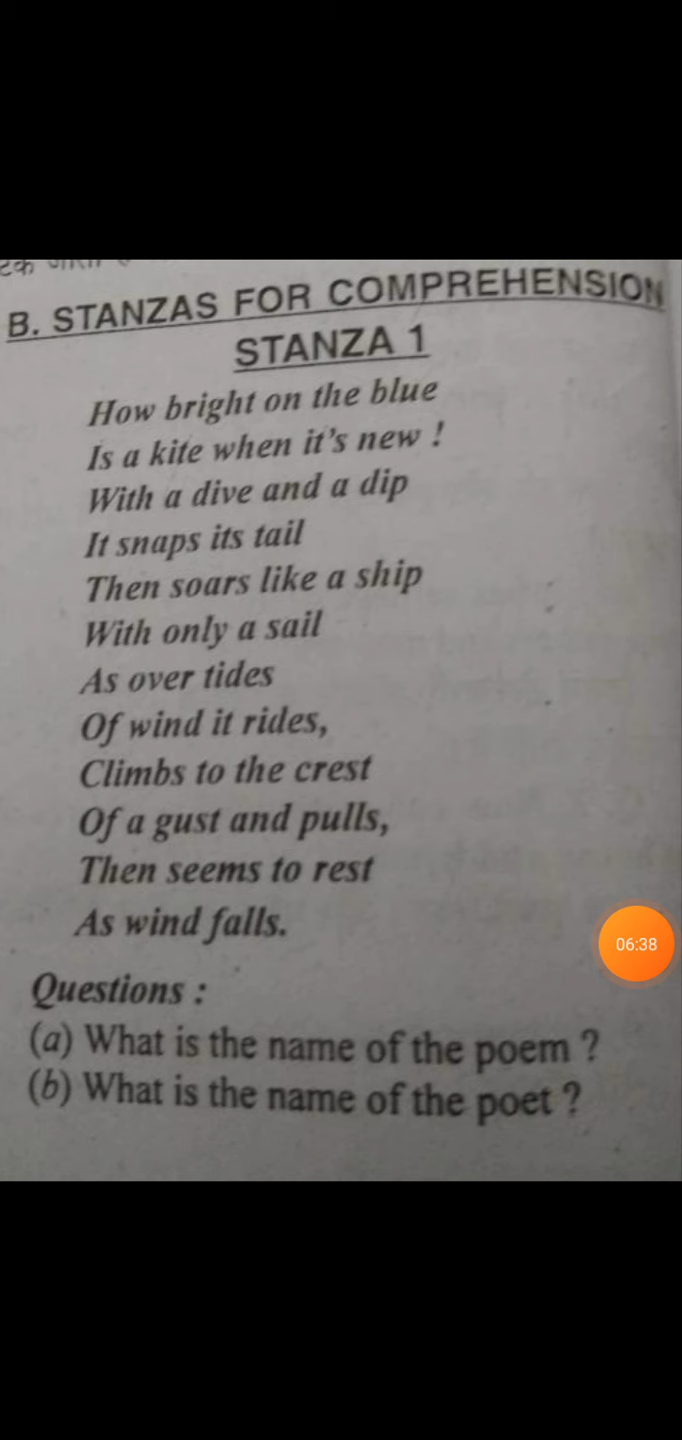 B. STANZAS FOR COMPREHENSION
STANZA 1
How bright on the blue
Is a kite when it's new !
With a dive and a dip
It snaps its tail
Then soars like a ship
With only a sail
As over tides
Of wind it rides,
Climbs to the crest
Of a gust and pulls,
Then seems to rest
As wind falls.
06:38
Questions :
(a) What is the name of the poem ?
(b) What is the name of the poet ?